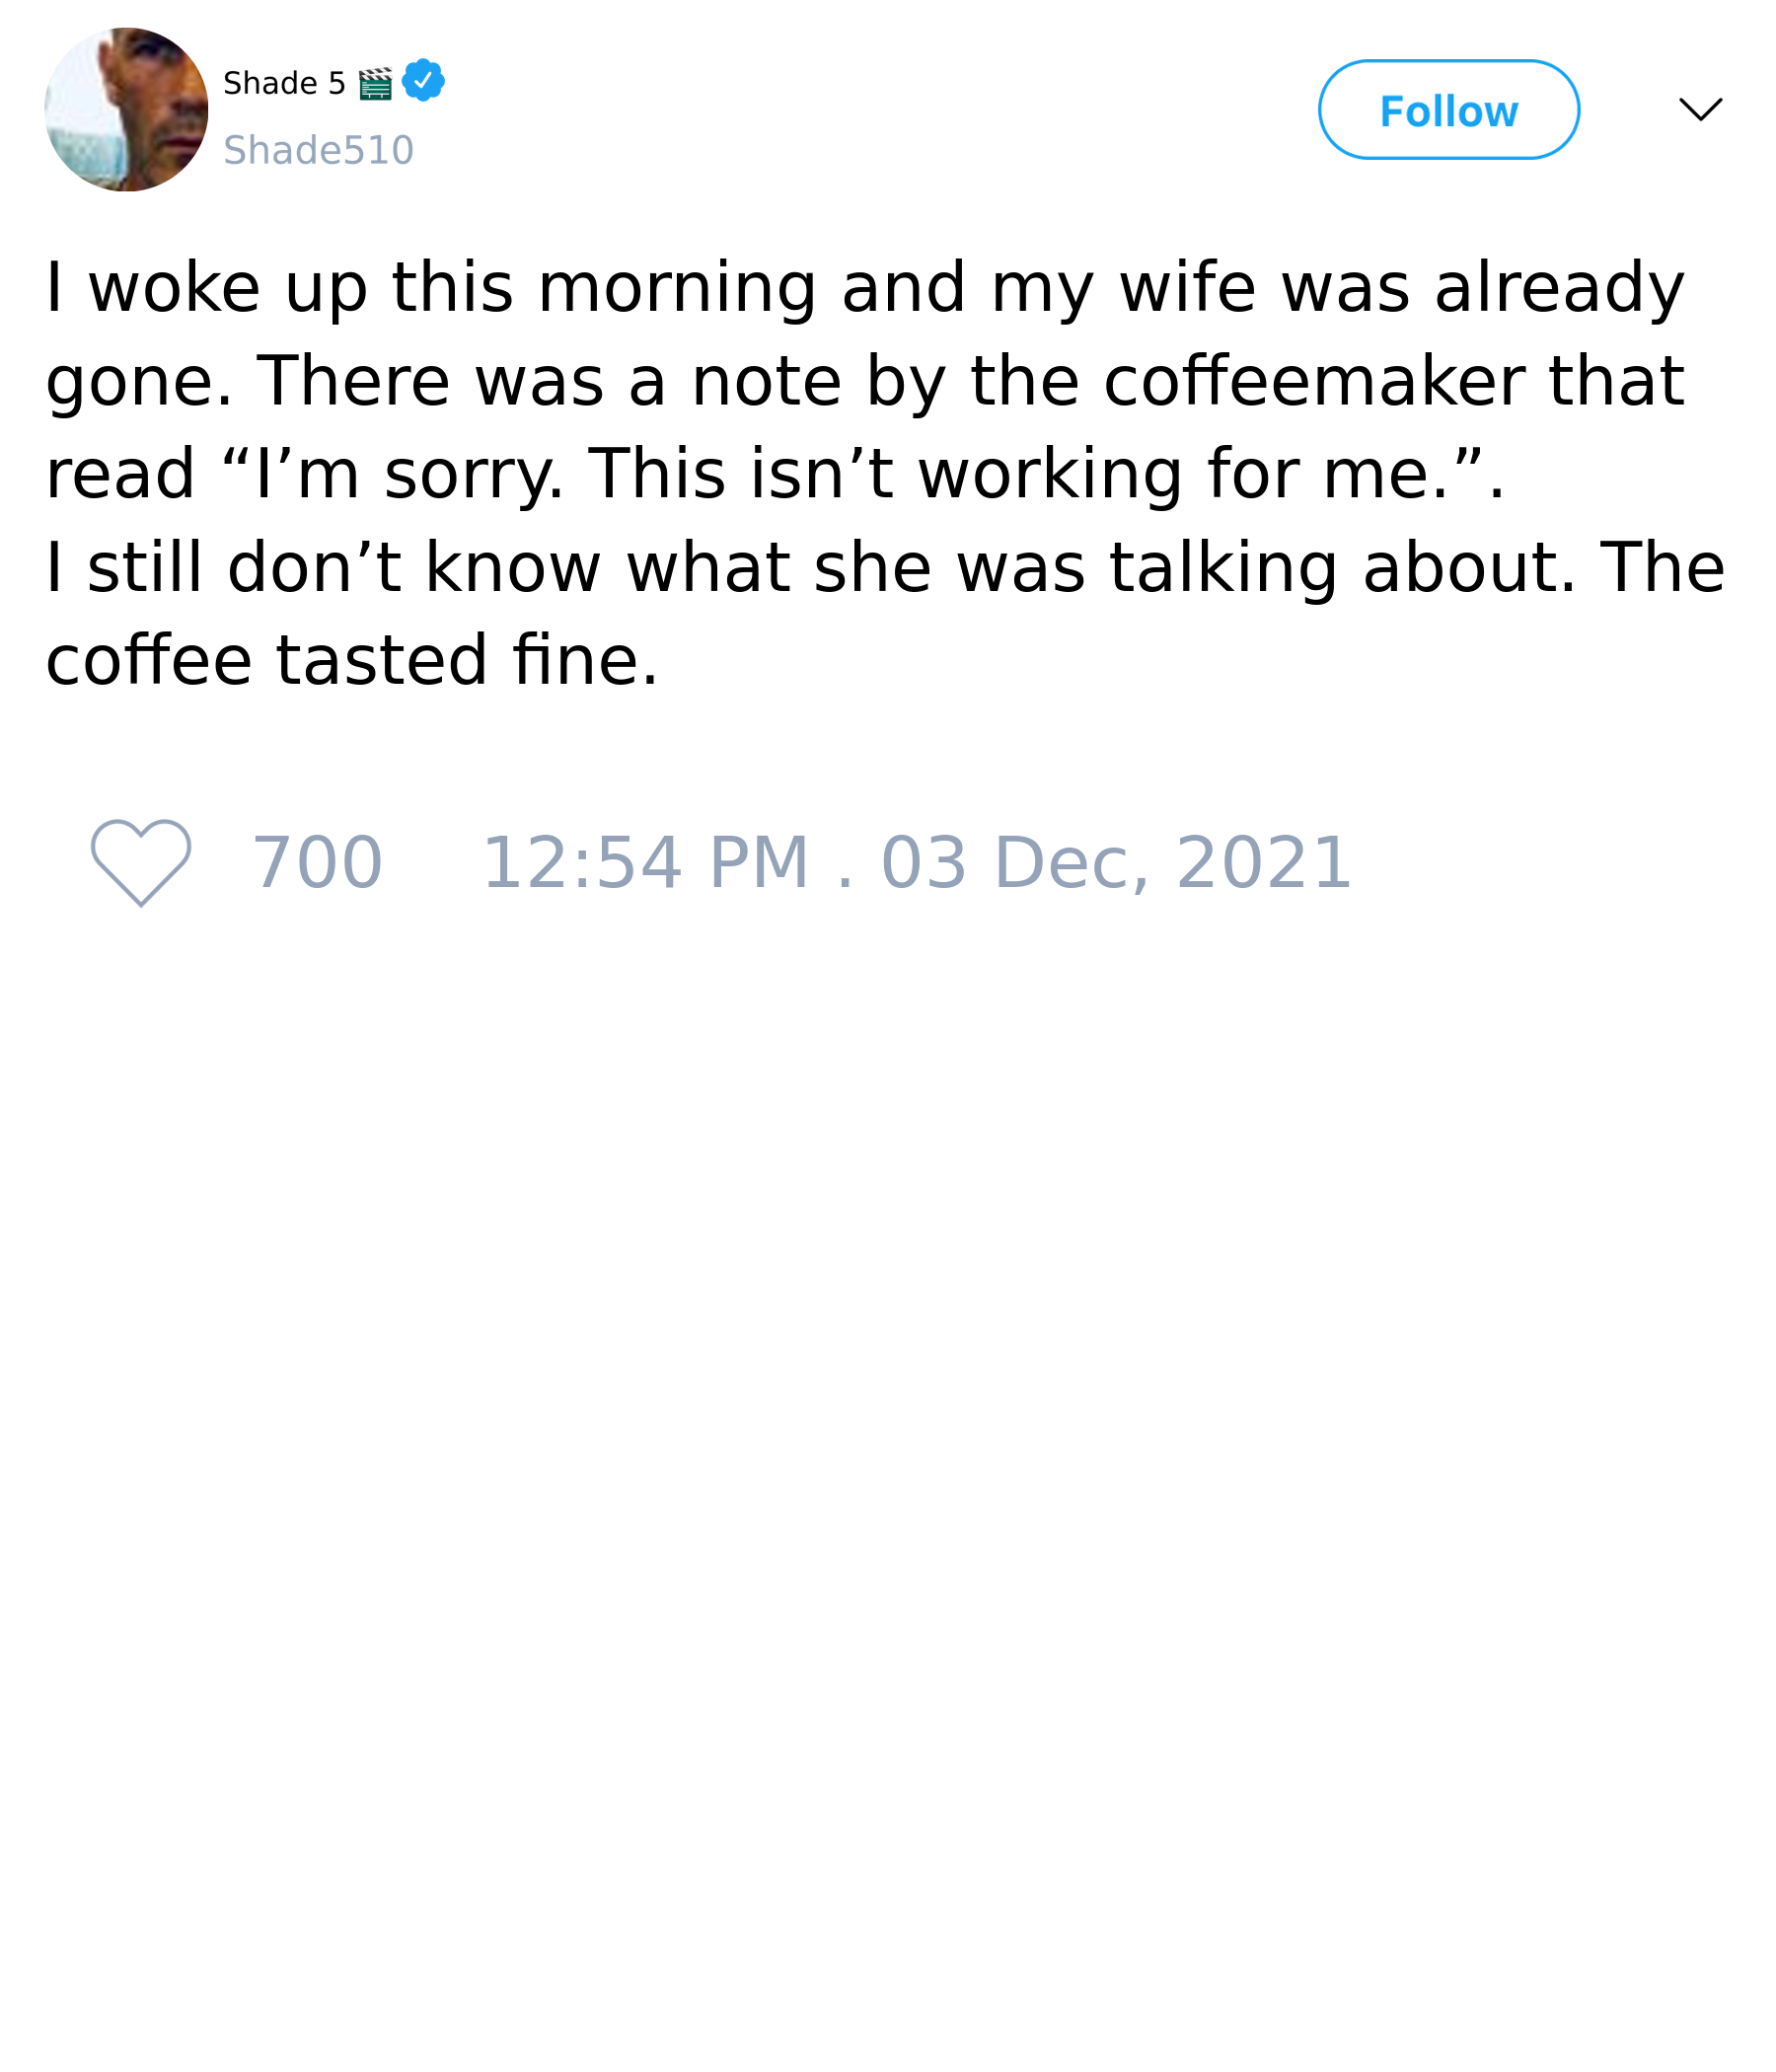 Shade 5 🎬
Shade510
Follow
I woke up this morning and my wife was already
gone. There was a note by the coffeemaker that
read “I’m sorry. This isn’t working for me.”.
I still don’t know what she was talking about. The
coffee tasted fine.
700 12:54 PM . 03 Dec, 2021